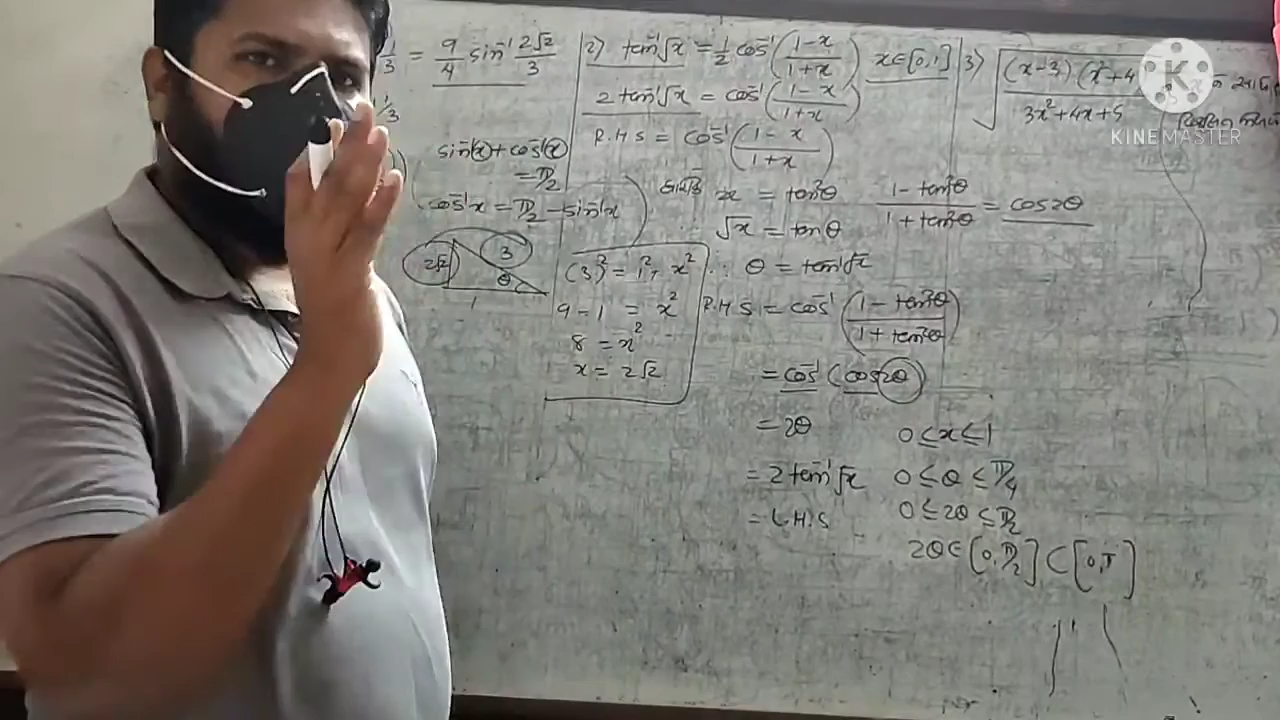 1/3 = 9/4 sin⁻¹ 2√2/3
1/3
sin⁻¹(x) + cos⁻¹(x)
= π/2
cos⁻¹x = π/2 - sin⁻¹x
2√2 3 θ 1
(3)² = 1² + x²
9 - 1 = x²
8 = x²
x = 2√2
2) tan⁻¹√x = 1/2 cos⁻¹(1-x/1+x) x∈[0,1]
2 tan⁻¹√x = cos⁻¹(1-x/1+x)
R.H.S = cos⁻¹(1-x/1+x)
x = tan²θ
1-tan²θ/1+tan²θ = cos2θ
√x = tanθ
∴ θ = tan⁻¹√x
R.H.S = cos⁻¹(1-tan²θ/1+tan²θ)
= cos⁻¹(cos2θ)
= 2θ
= 2 tan⁻¹√x
= L.H.S
0 ≤ x ≤ 1
0 ≤ θ ≤ π/4
0 ≤ 2θ ≤ π/2
2θ∈[0,π/2] ⊂ [0,π]
3) √((x-3)(x²+4/3x²+4x+5
K
KINEMASTER